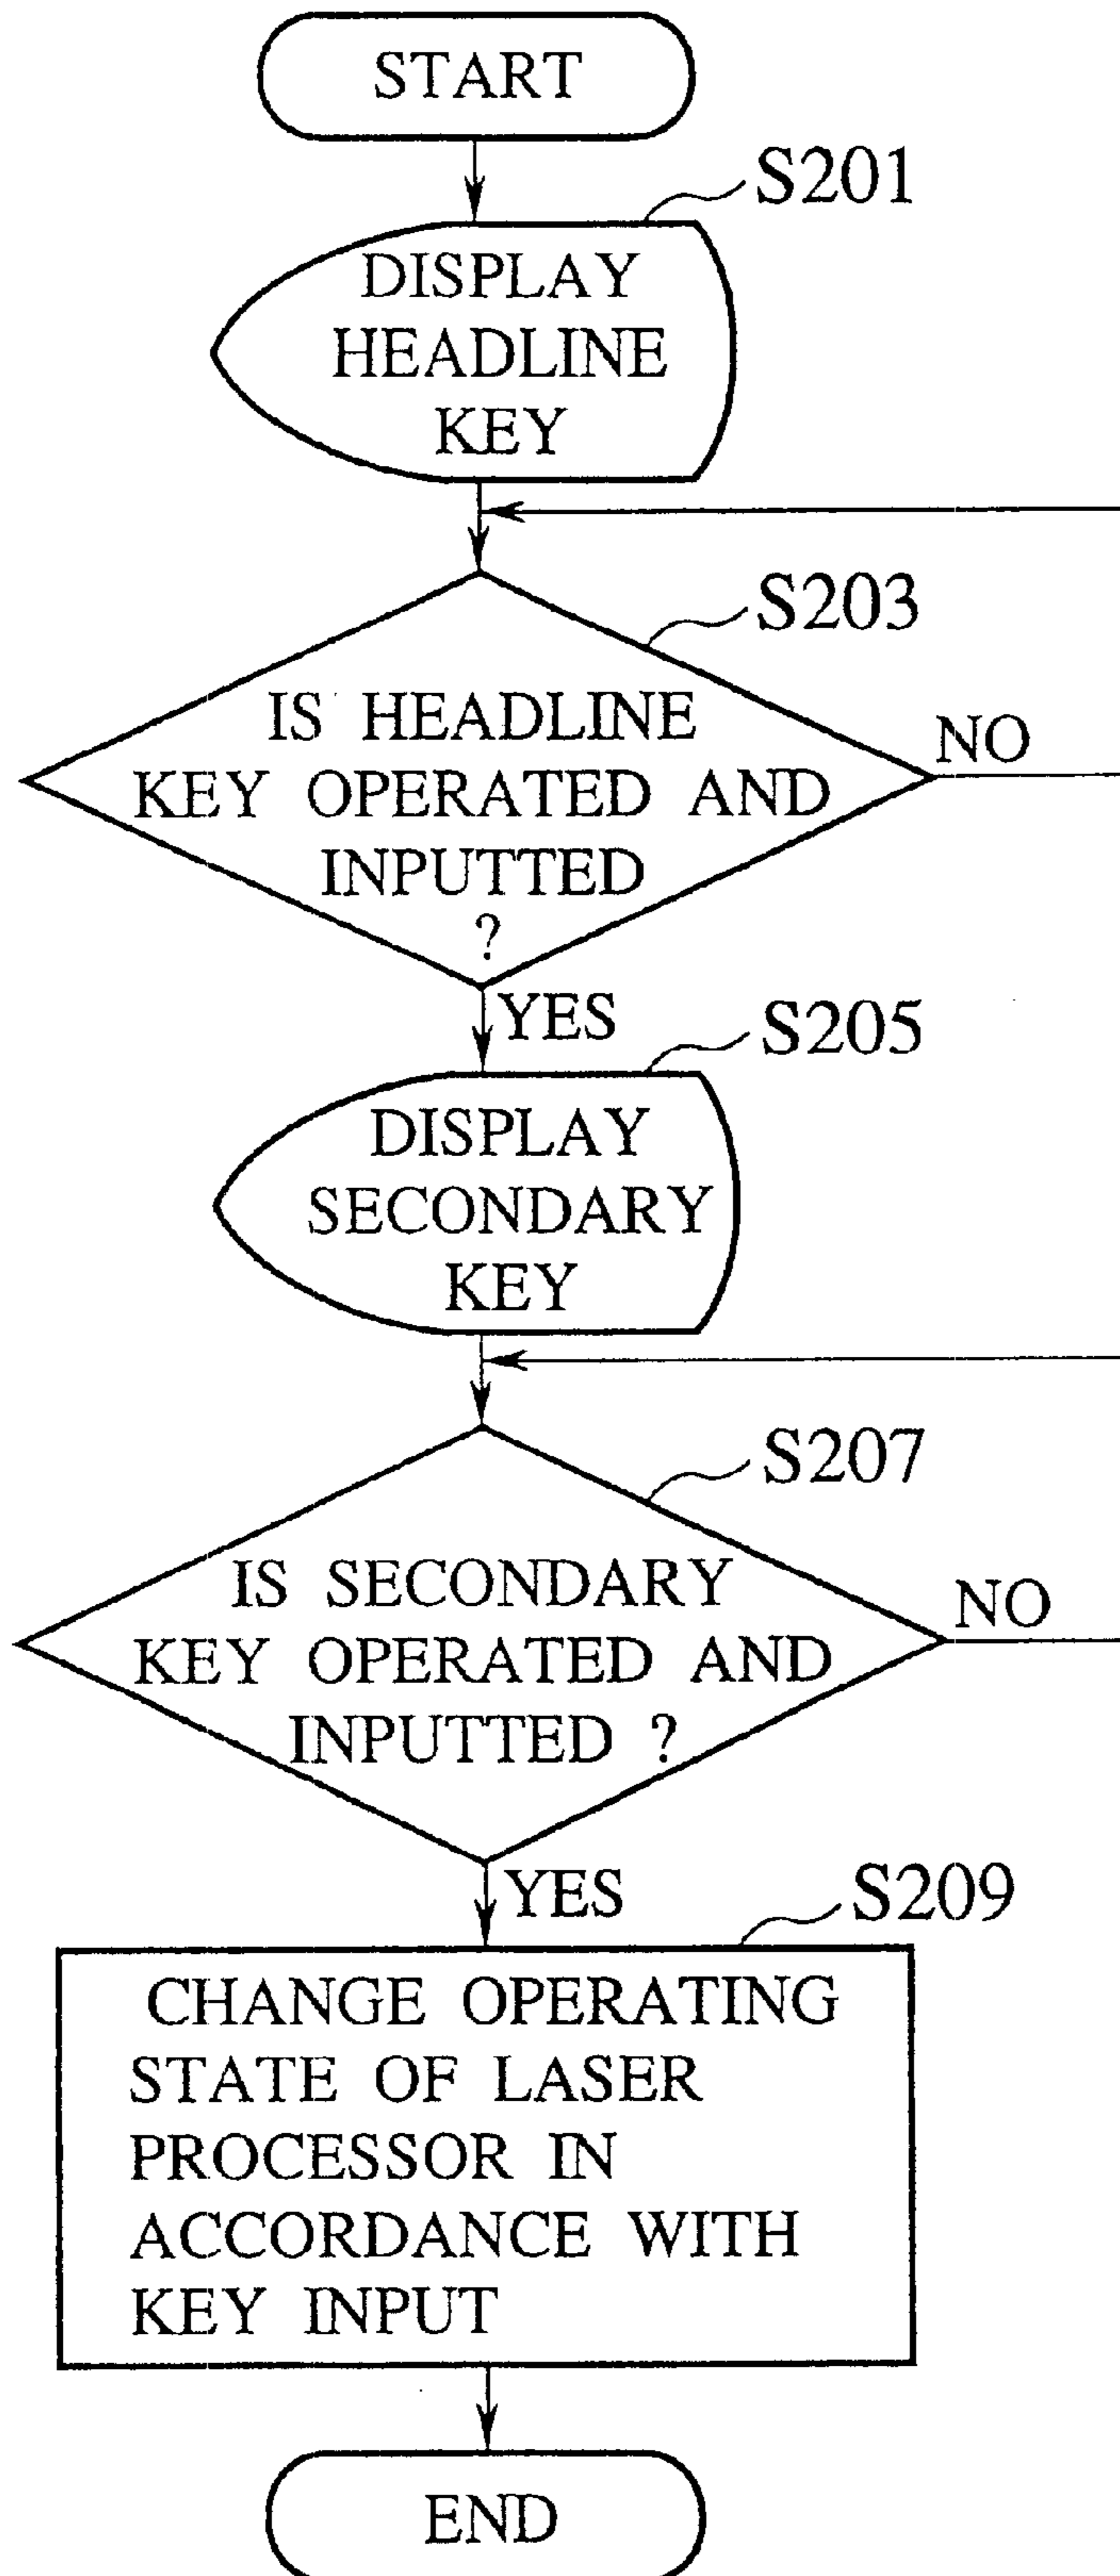 START
S201
DISPLAY
HEADLINE
KEY
S203
IS HEADLINE
KEY OPERATED AND
INPUTTED
?
NO
YES
S205
DISPLAY
SECONDARY
KEY
S207
IS SECONDARY
KEY OPERATED AND
INPUTTED ?
NO
YES
S209
CHANGE OPERATING
STATE OF LASER
PROCESSOR IN
ACCORDANCE WITH
KEY INPUT
END